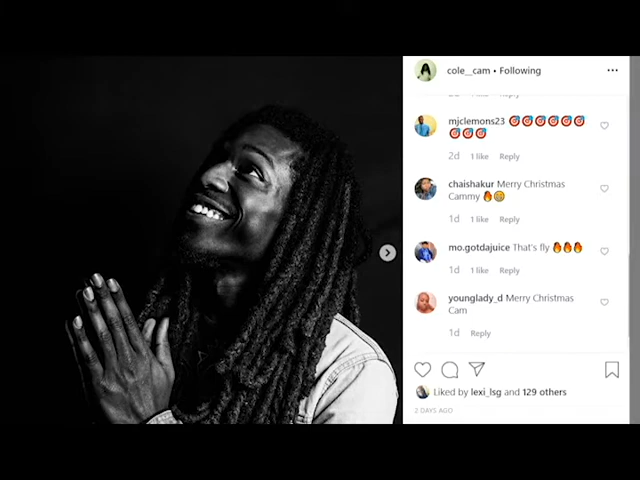 cole__cam • Following
mjclemons23 🎯🎯🎯🎯🎯🎯
🎯🎯🎯
2d 1 like Reply
chaishakur Merry Christmas
Cammy
1d 1 like Reply
mo.gotdajuice That's fly 🔥🔥🔥
1d 1 like Reply
younglady_d Merry Christmas
Cam
1d Reply
Liked by lexi_lsg and 129 others
2 DAYS AGO